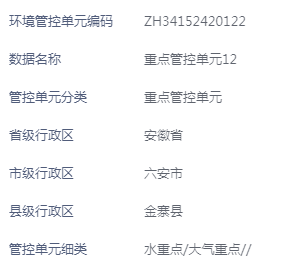 环境管控单元编码 ZH34152420122
数据名称 重点管控单元12
管控单元分类 重点管控单元
省级行政区 安徽省
市级行政区 六安市
县级行政区 金寨县
管控单元细类 水重点/大气重点//